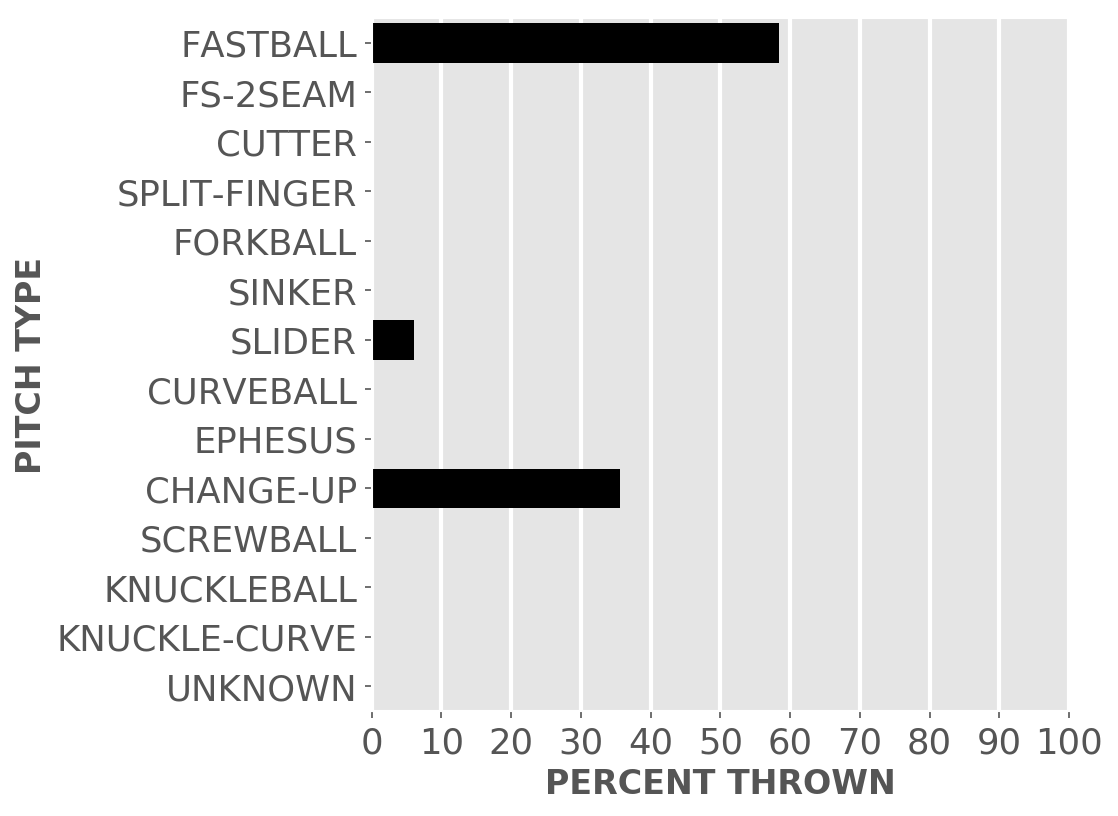 FASTBALL
FS-2SEAM
CUTTER
SPLIT-FINGER
FORKBALL
SINKER
SLIDER
CURVEBALL
EPHESUS
CHANGE-UP
SCREWBALL
KNUCKLEBALL
KNUCKLE-CURVE
UNKNOWN
PITCH TYPE
0 10 20 30 40 50 60 70 80 90 100
PERCENT THROWN